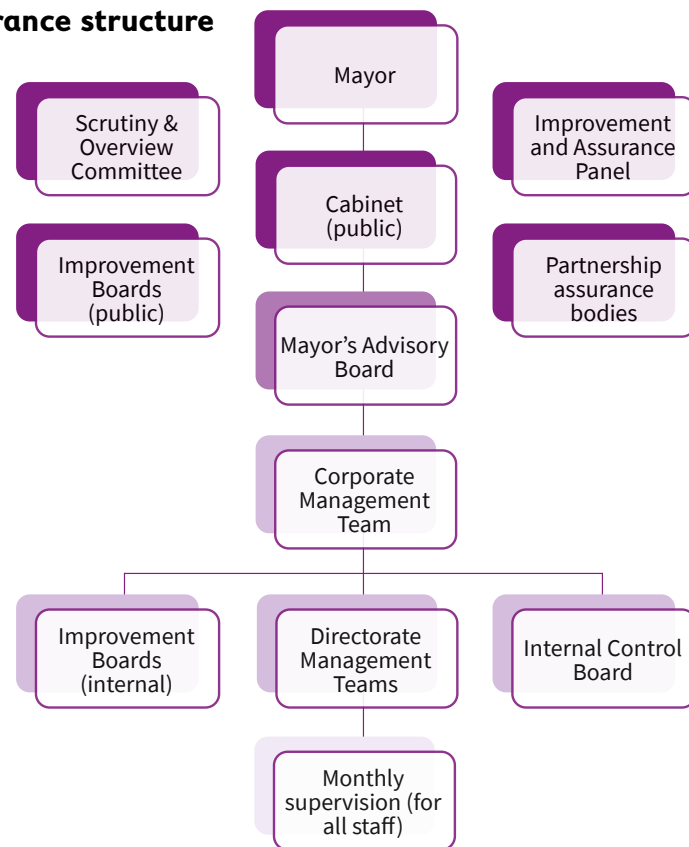 rance structure
Mayor
Scrutiny &
Overview
Committee
Improvement
and Assurance
Panel
Cabinet
(public)
Improvement
Boards
(public)
Partnership
assurance
bodies
Mayor’s Advisory
Board
Corporate
Management
Team
Improvement
Boards
(internal)
Directorate
Management
Teams
Internal Control
Board
Monthly
supervision (for
all staff)